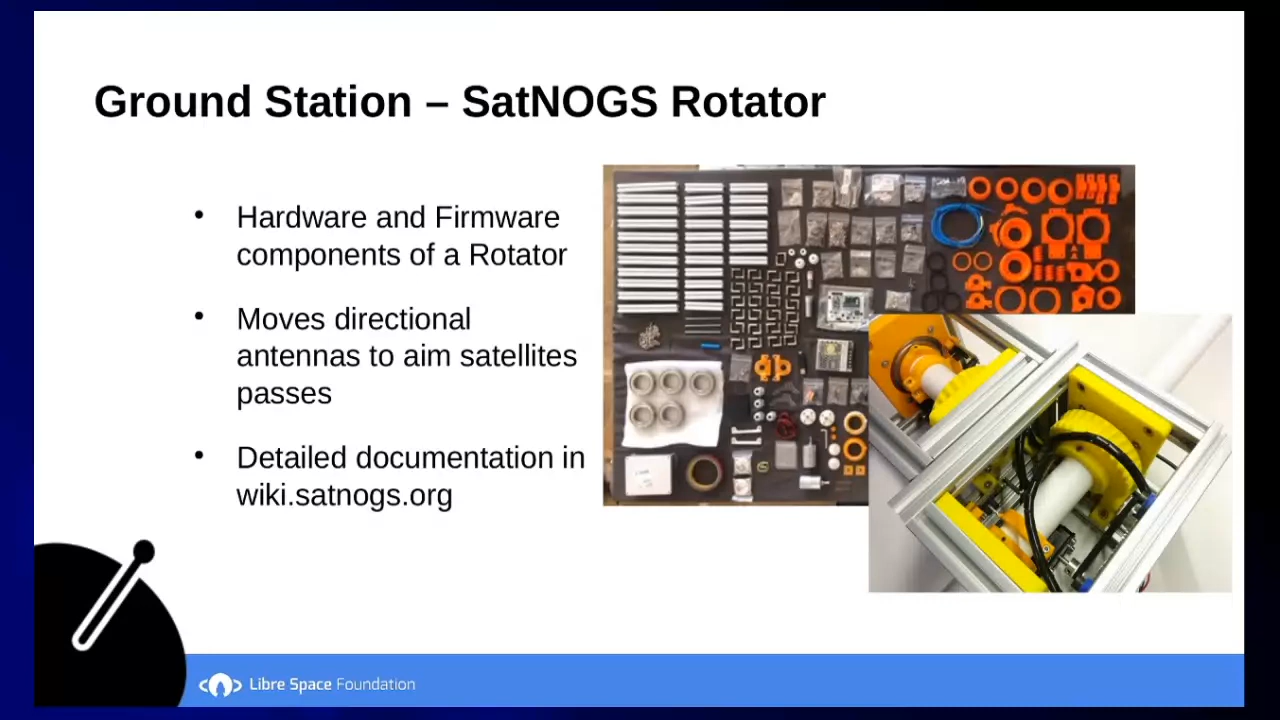 Ground Station – SatNOGS Rotator
• Hardware and Firmware
components of a Rotator
• Moves directional
antennas to aim satellites
passes
• Detailed documentation in
wiki.satnogs.org
Libre Space Foundation